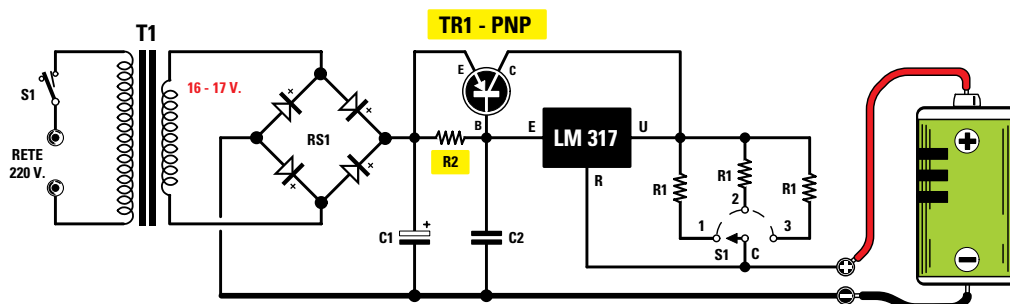 TR1 - PNP
T1
16 - 17 V.
E
C
S1
RS1
B
E
LM 317
U
RETE
220 V.
R2
R
R1
R1
R1
2
1
3
C1
+
C2
S1
C
+
−
+
−